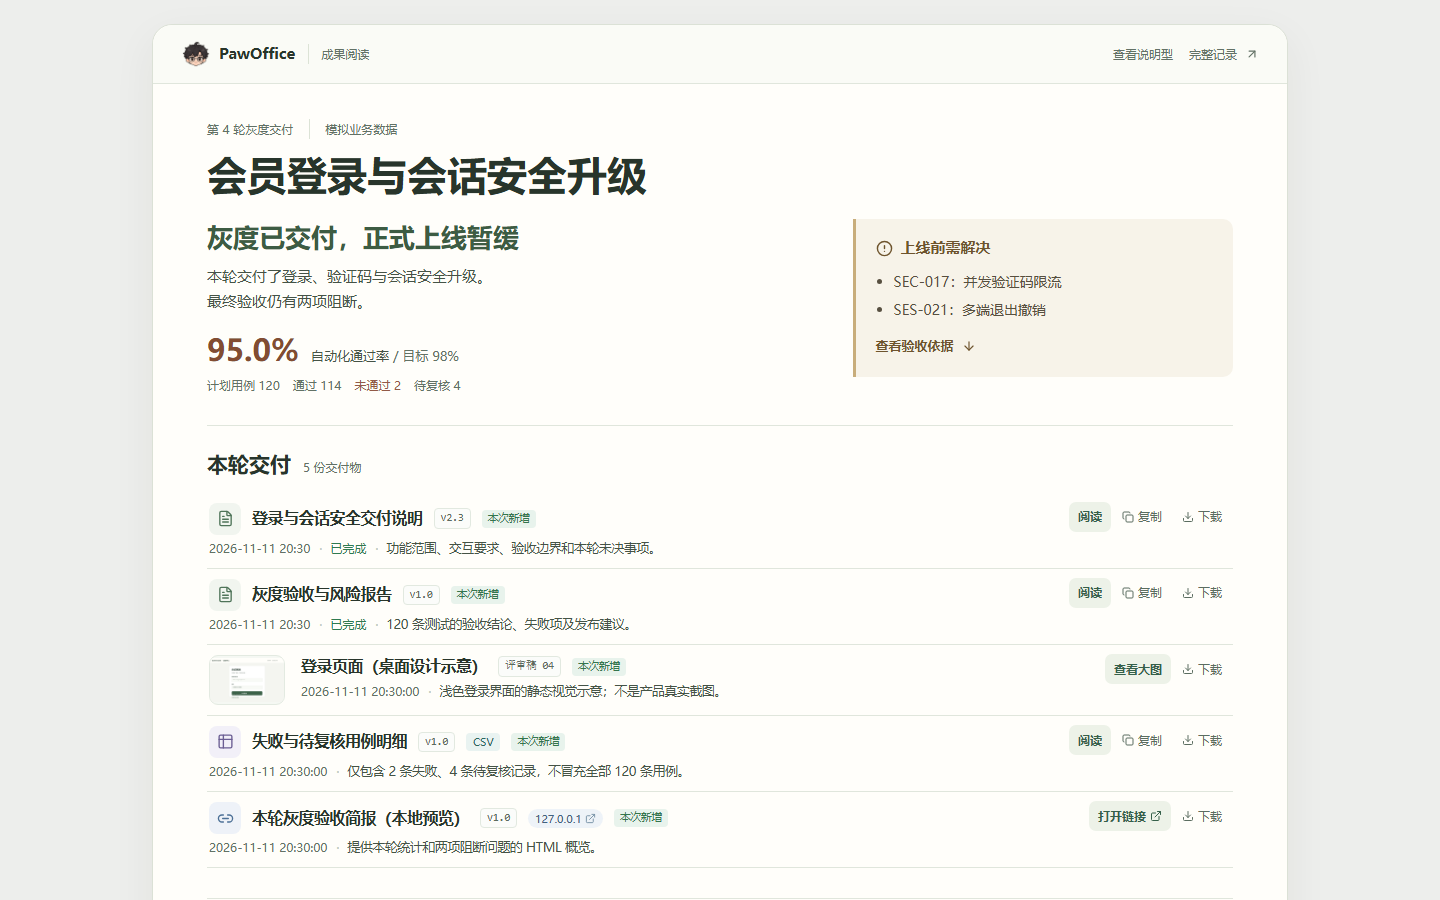 PawOffice
成果阅读
查看说明型
完整记录
第 4 轮灰度交付
模拟业务数据
会员登录与会话安全升级
灰度已交付，正式上线暂缓
本轮交付了登录、验证码与会话安全升级。
最终验收仍有两项阻断。
95.0% 自动化通过率 / 目标 98%
计划用例 120 通过 114 未通过 2 待复核 4
上线前需解决
SEC-017：并发验证码限流
SES-021：多端退出撤销
查看验收依据
本轮交付 5 份交付物
登录与会话安全交付说明 v2.3 本次新增 阅读 复制 下载
2026-11-11 20:30 · 已完成 · 功能范围、交互要求、验收边界和本轮未决事项。
灰度验收与风险报告 v1.0 本次新增 阅读 复制 下载
2026-11-11 20:30 · 已完成 · 120 条测试的验收结论、失败项及发布建议。
登录页面（桌面设计示意） 评审稿 04 本次新增 查看大图 下载
2026-11-11 20:30:00 · 浅色登录界面的静态视觉示意；不是产品真实截图。
失败与待复核用例明细 v1.0 CSV 本次新增 阅读 复制 下载
2026-11-11 20:30:00 · 仅包含 2 条失败、4 条待复核记录，不冒充全部 120 条用例。
本轮灰度验收简报（本地预览） v1.0 127.0.0.1 本次新增 打开链接 下载
2026-11-11 20:30:00 · 提供本轮统计和两项阻断问题的 HTML 概览。